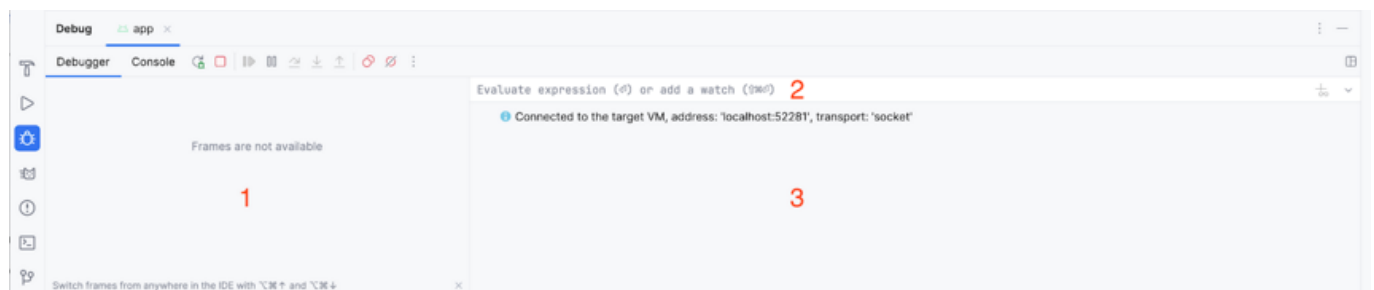 Debug app
Debugger Console
Evaluate expression (⏎) or add a watch (⇧⌘⏎) 2
Connected to the target VM, address: 'localhost:52281', transport: 'socket'
Frames are not available
1
3
Switch frames from anywhere in the IDE with ⌥⌘↑ and ⌥⌘↓